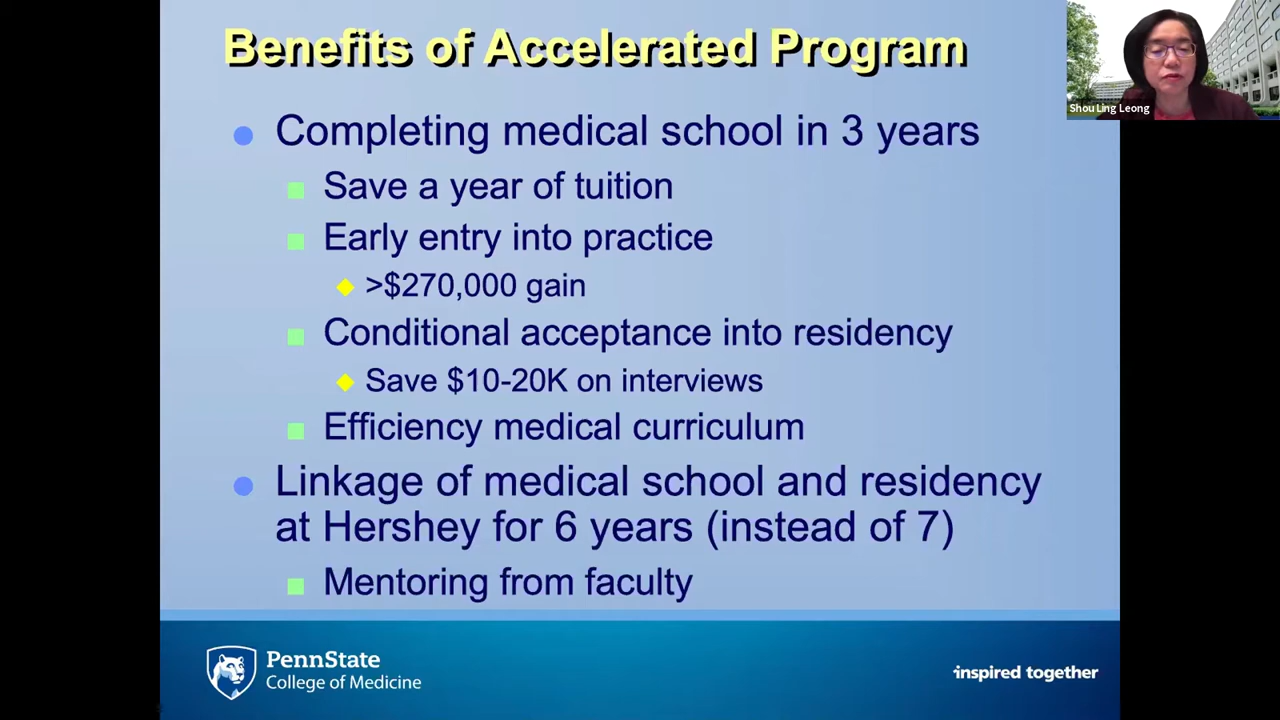 Benefits of Accelerated Program
Shou Ling Leong
Completing medical school in 3 years
Save a year of tuition
Early entry into practice
>$270,000 gain
Conditional acceptance into residency
Save $10-20K on interviews
Efficiency medical curriculum
Linkage of medical school and residency
at Hershey for 6 years (instead of 7)
Mentoring from faculty
PennState
College of Medicine
inspired together